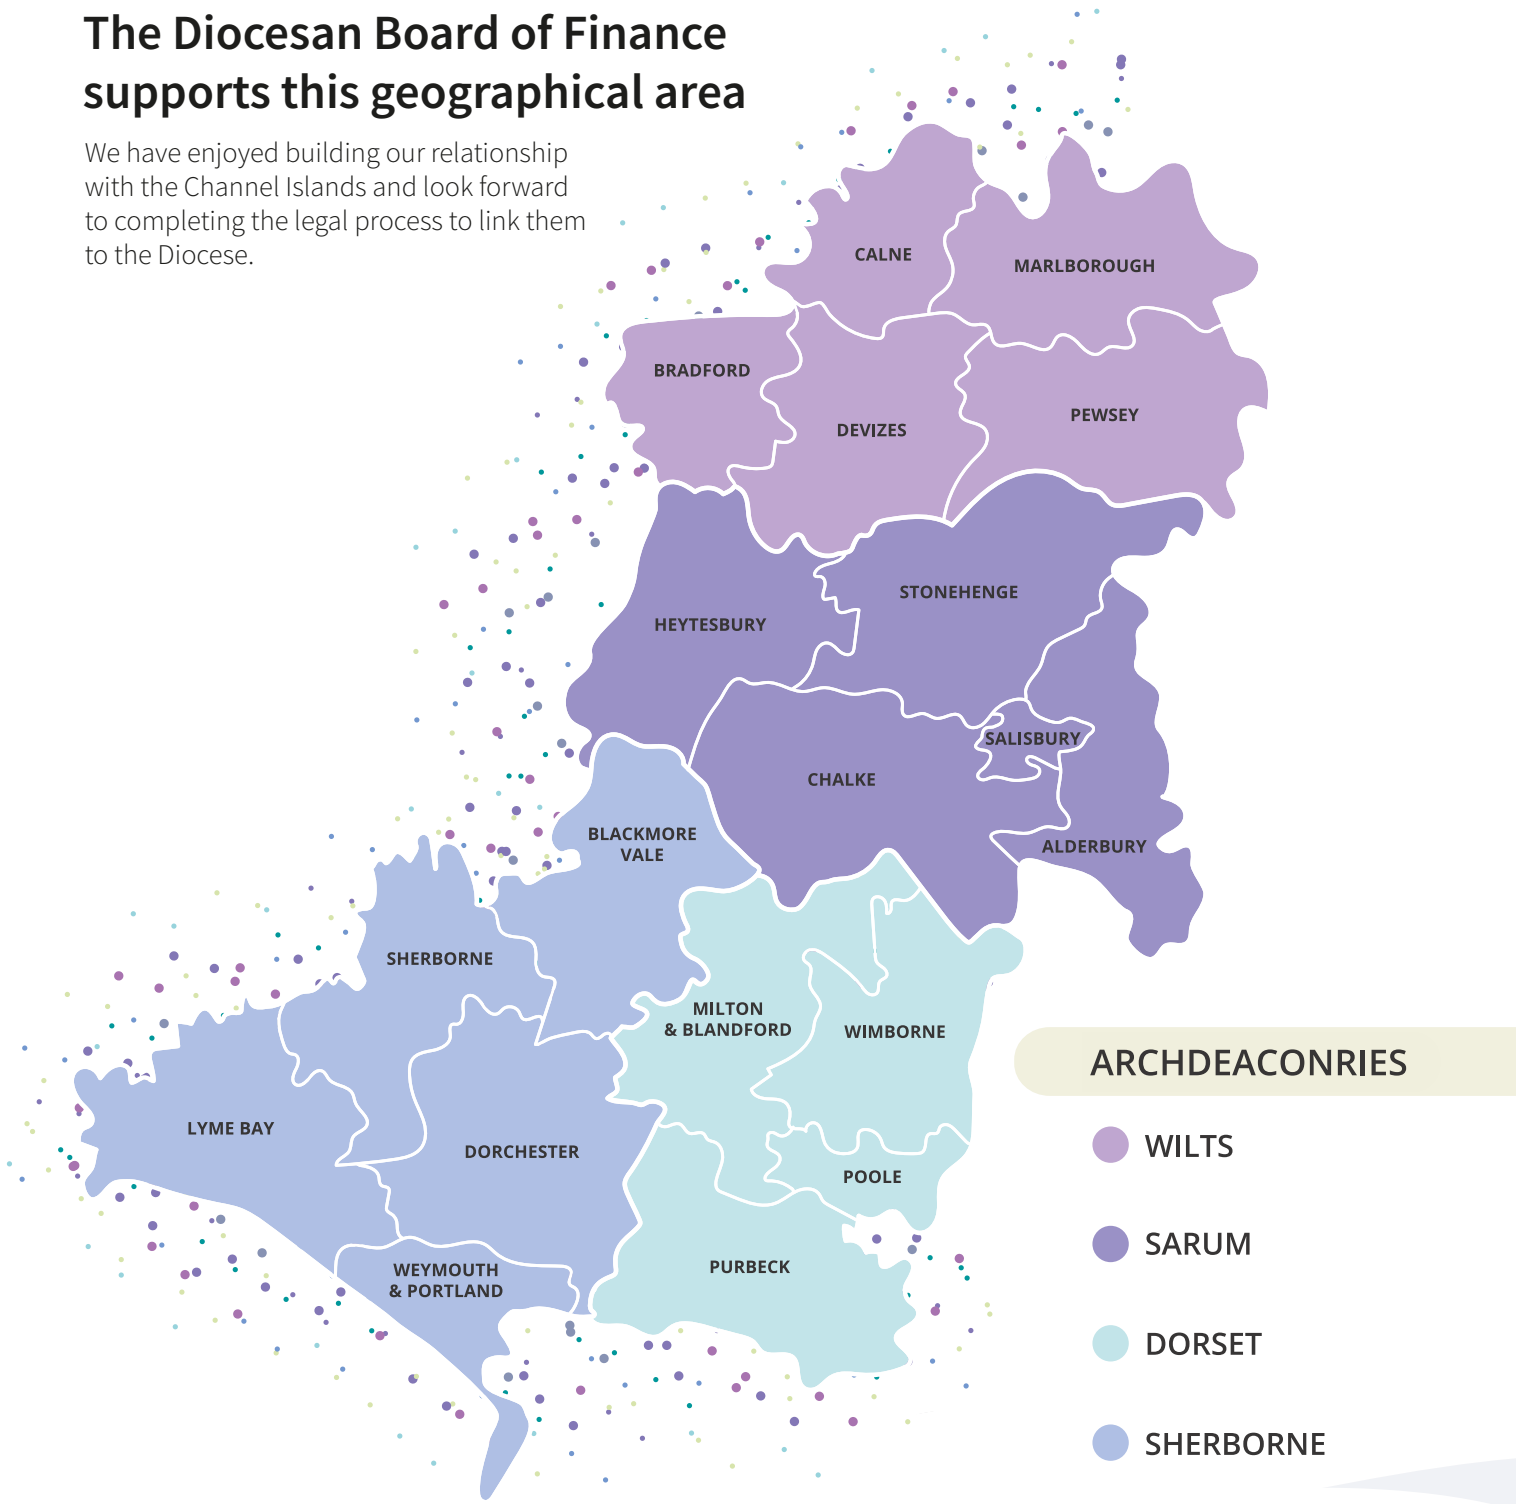 The Diocesan Board of Finance
supports this geographical area
We have enjoyed building our relationship
with the Channel Islands and look forward
to completing the legal process to link them
to the Diocese.
CALNE
MARLBOROUGH
BRADFORD
DEVIZES
PEWSEY
STONEHENGE
HEYTESBURY
SALISBURY
CHALKE
BLACKMORE
VALE
ALDERBURY
SHERBORNE
MILTON
& BLANDFORD
WIMBORNE
LYME BAY
DORCHESTER
POOLE
PURBECK
WEYMOUTH
& PORTLAND
ARCHDEACONRIES
WILTS
SARUM
DORSET
SHERBORNE